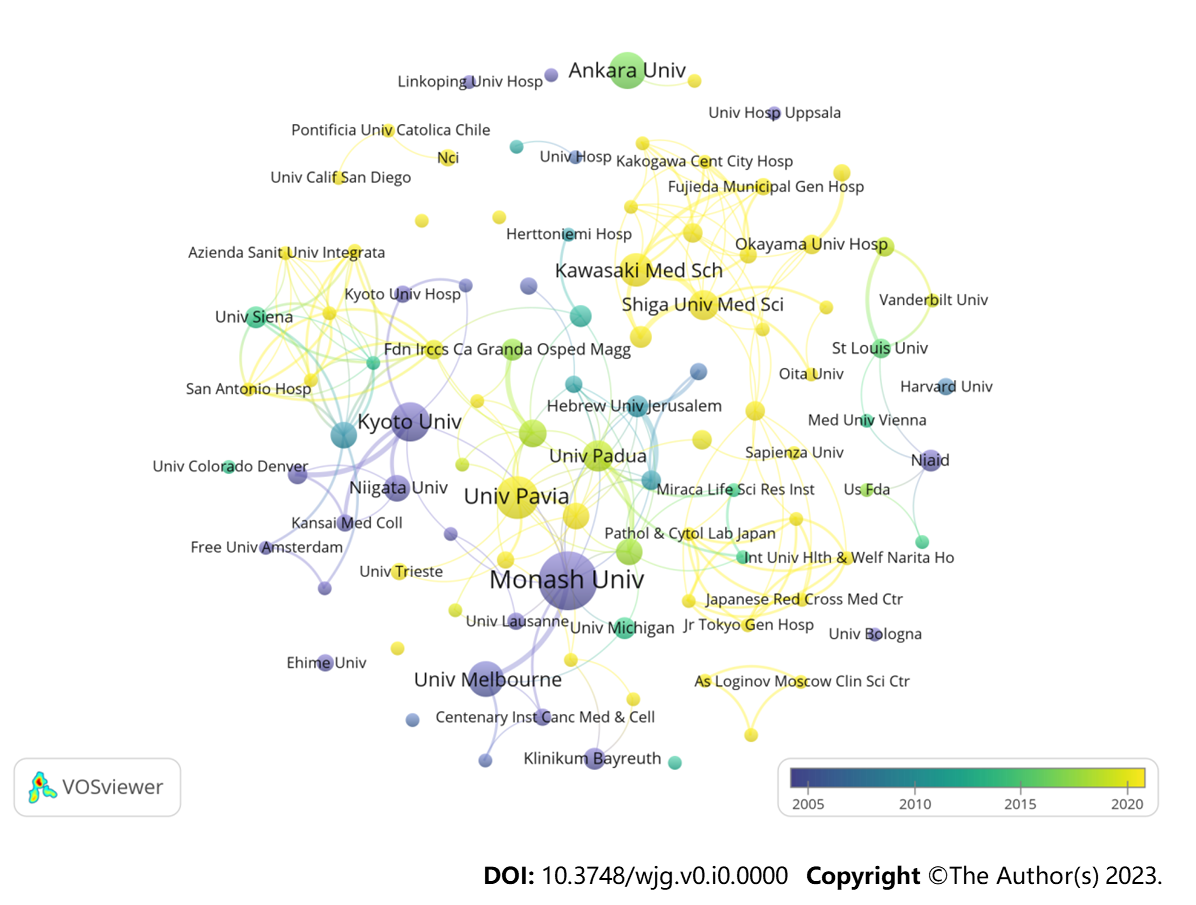 Ankara Univ
Linkoping Univ Hosp
Univ Hosp Uppsala
Pontificia Univ Catolica Chile
Nci
Univ Hosp
Kakogawa Cent City Hosp
Univ Calif San Diego
Fujieda Municipal Gen Hosp
Herttoniemi Hosp
Okayama Univ Hosp
Azienda Sanit Univ Integrata
Kawasaki Med Sch
Kyoto Univ Hosp
Vanderbilt Univ
Shiga Univ Med Sci
Univ Siena
Fdn Irccs Ca Granda Osped Magg
St Louis Univ
Oita Univ
San Antonio Hosp
Harvard Univ
Hebrew Univ Jerusalem
Kyoto Univ
Med Univ Vienna
Sapienza Univ
Univ Padua
Niaid
Univ Colorado Denver
Niigata Univ
Miraca Life Sci Res Inst
Us Fda
Univ Pavia
Kansai Med Coll
Pathol & Cytol Lab Japan
Free Univ Amsterdam
Int Univ Hlth & Welf Narita Ho
Univ Trieste
Monash Univ
Japanese Red Cross Med Ctr
Univ Lausanne
Jr Tokyo Gen Hosp
Univ Michigan
Univ Bologna
Ehime Univ
Univ Melbourne
As Loginov Moscow Clin Sci Ctr
Centenary Inst Canc Med & Cell
Klinikum Bayreuth
VOSviewer
2005 2010 2015 2020
DOI: 10.3748/wjg.v0.i0.0000 Copyright ©The Author(s) 2023.